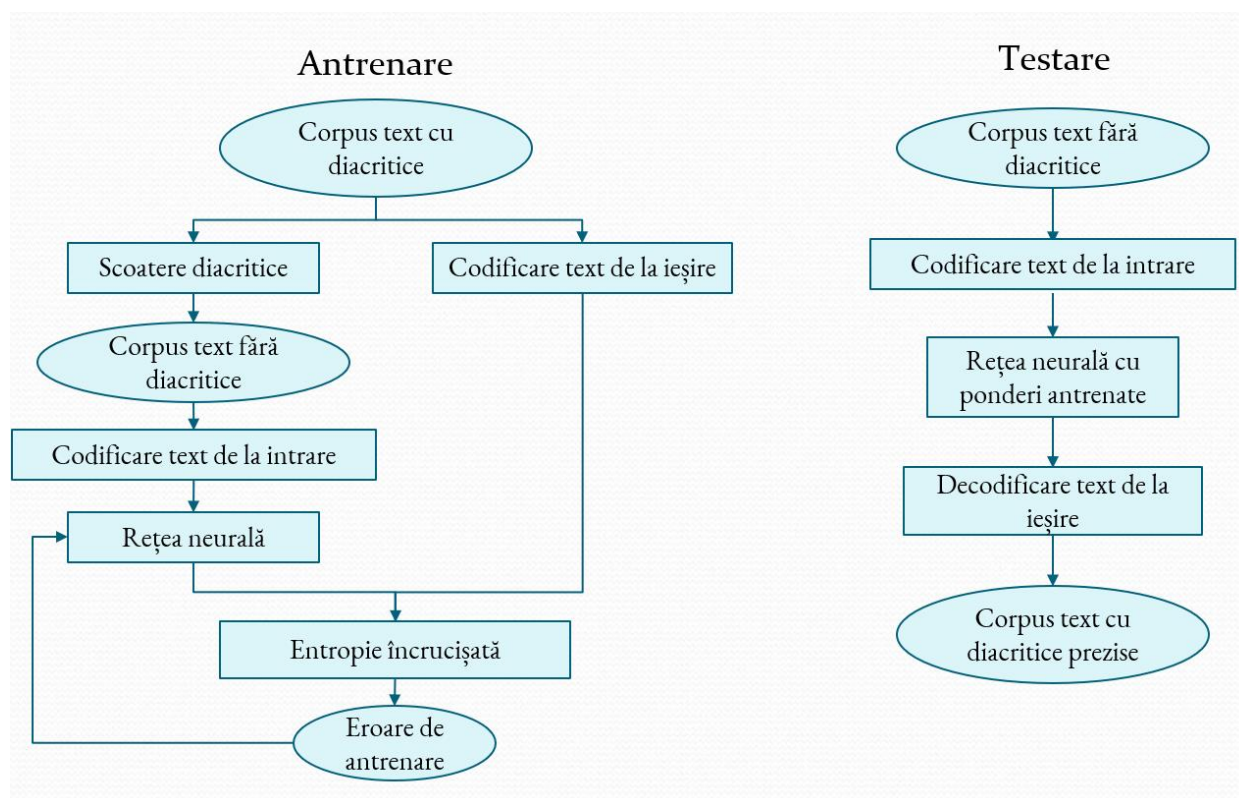 Antrenare
Corpus text cu
diacritice
Scoatere diacritice
Codificare text de la ieșire
Corpus text fără
diacritice
Codificare text de la intrare
Rețea neurală
Entropie încrucișată
Eroare de
antrenare
Testare
Corpus text fără
diacritice
Codificare text de la intrare
Rețea neurală cu
ponderi antrenate
Decodificare text de la
ieșire
Corpus text cu
diacritice prezise